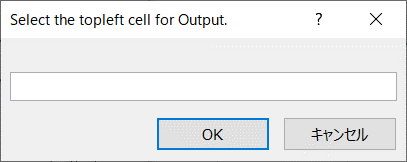 Select the topleft cell for Output.
?
OK
キャンセル